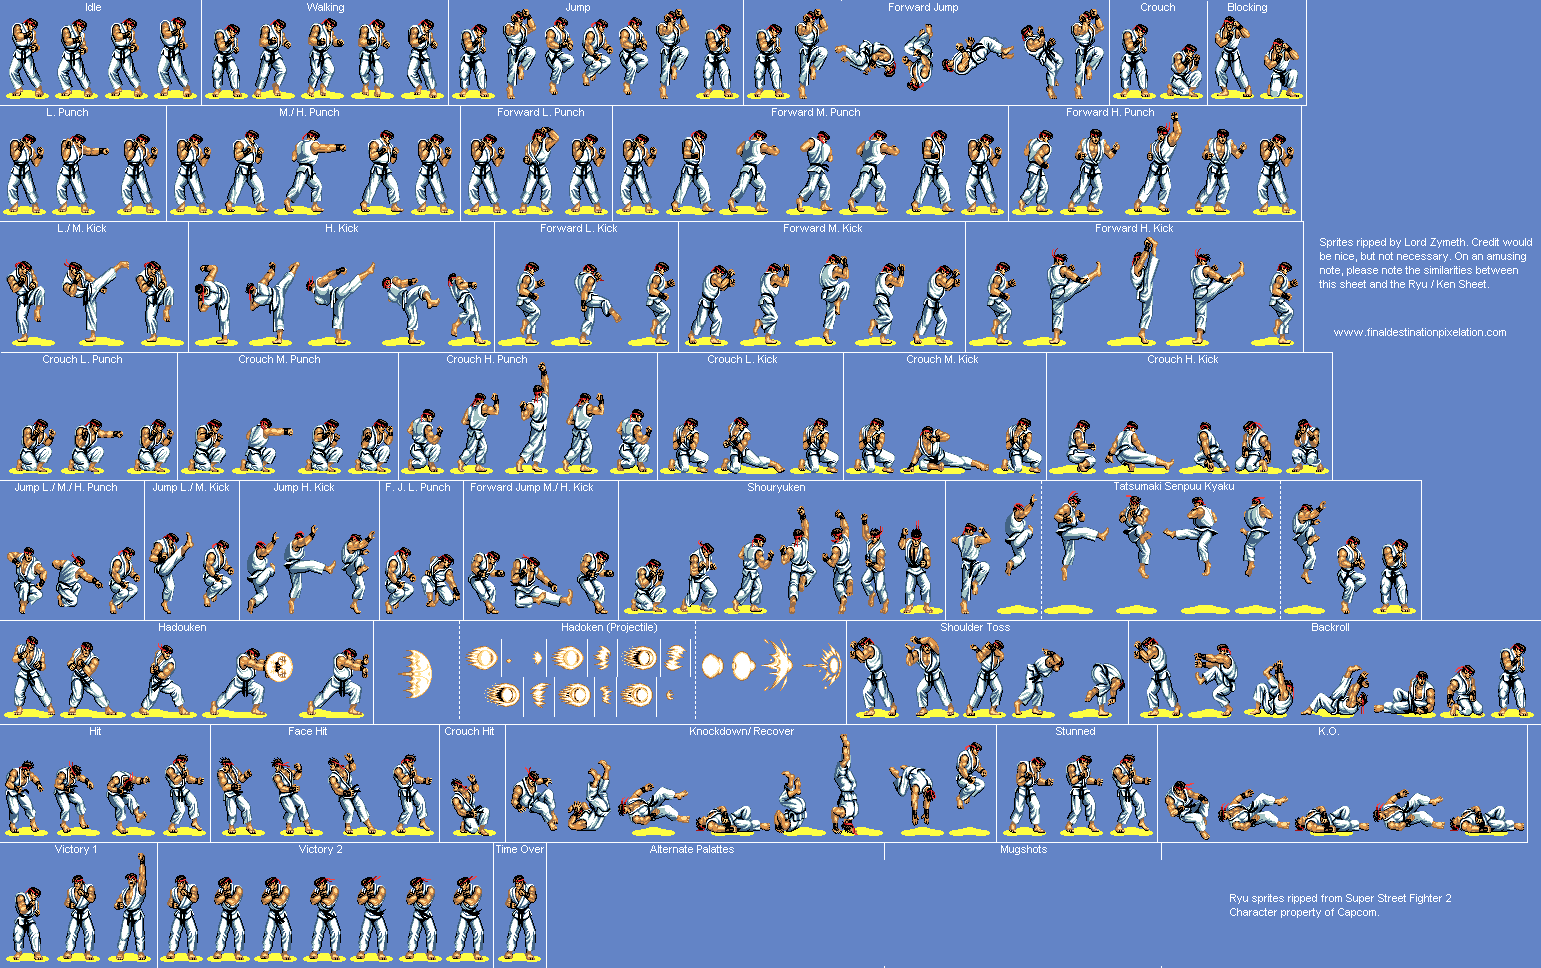 Idle
Walking
Jump
Forward Jump
Crouch
Blocking
L. Punch
M./ H. Punch
Forward L. Punch
Forward M. Punch
Forward H. Punch
L./ M. Kick
H. Kick
Forward L. Kick
Forward M. Kick
Forward H. Kick
Sprites ripped by Lord Zymeth. Credit would
be nice, but not necessary. On an amusing
note, please note the similarities between
this sheet and the Ryu / Ken Sheet.
www.finaldestinationpixelation.com
Crouch L. Punch
Crouch M. Punch
Crouch H. Punch
Crouch L. Kick
Crouch M. Kick
Crouch H. Kick
Jump L./ M./ H. Punch
Jump L./ M. Kick
Jump H. Kick
F. J. L. Punch
Forward Jump M./ H. Kick
Shouryuken
Tatsumaki Senpuu Kyaku
Hadouken
Hadoken (Projectile)
Shoulder Toss
Backroll
Hit
Face Hit
Crouch Hit
Knockdown/ Recover
Stunned
K.O.
Victory 1
Victory 2
Time Over
Alternate Palattes
Mugshots
Ryu sprites ripped from Super Street Fighter 2
Character property of Capcom.